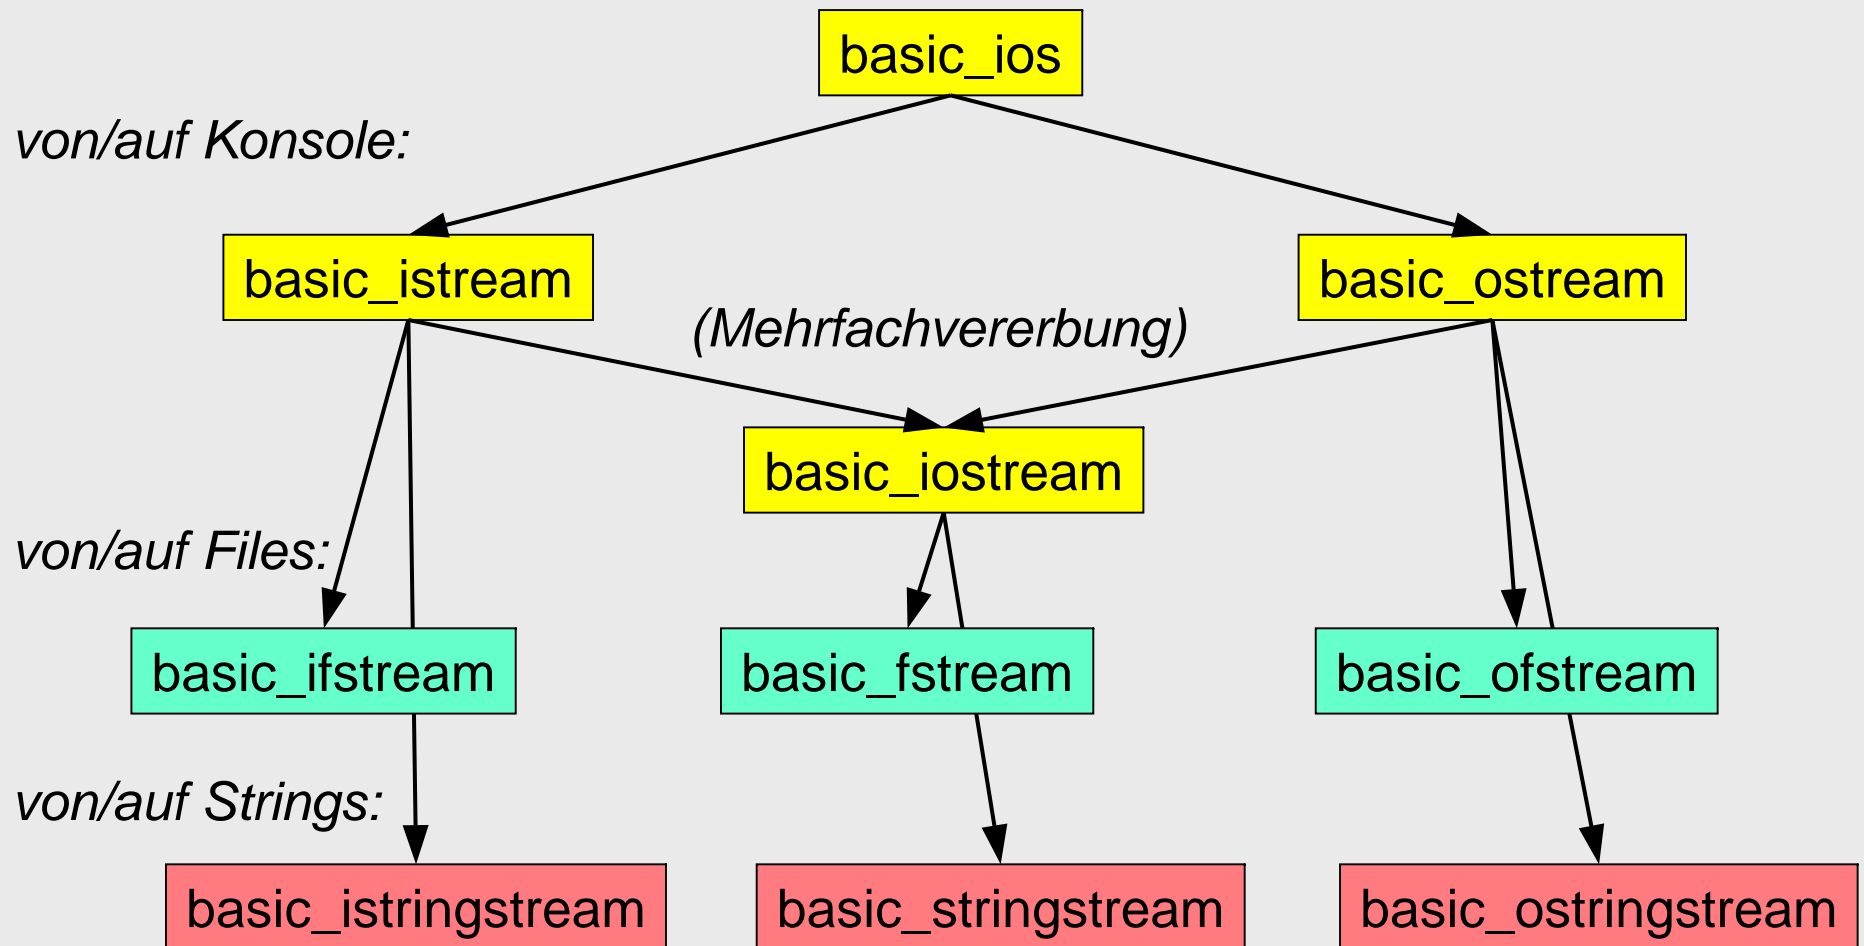 basic_ios
von/auf Konsole:
basic_istream
basic_ostream
(Mehrfachvererbung)
basic_iostream
von/auf Files:
basic_ifstream
basic_fstream
basic_ofstream
von/auf Strings:
basic_istringstream
basic_stringstream
basic_ostringstream